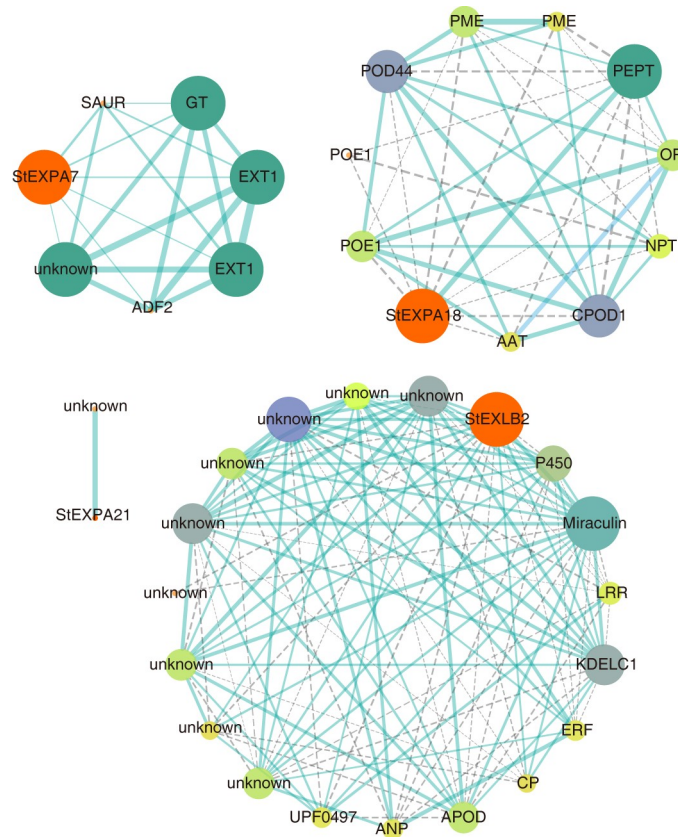 SAUR
GT
StEXPA7
EXT1
unknown
EXT1
ADF2
PME
PME
POD44
PEPT
POE1
OP
POE1
NPT
StEXPA18
CPOD1
AAT
unknown
StEXPA21
unknown
unknown
unknown
StEXLB2
unknown
P450
unknown
Miraculin
unknown
LRR
unknown
KDELC1
unknown
ERF
unknown
CP
UPF0497
APOD
ANP